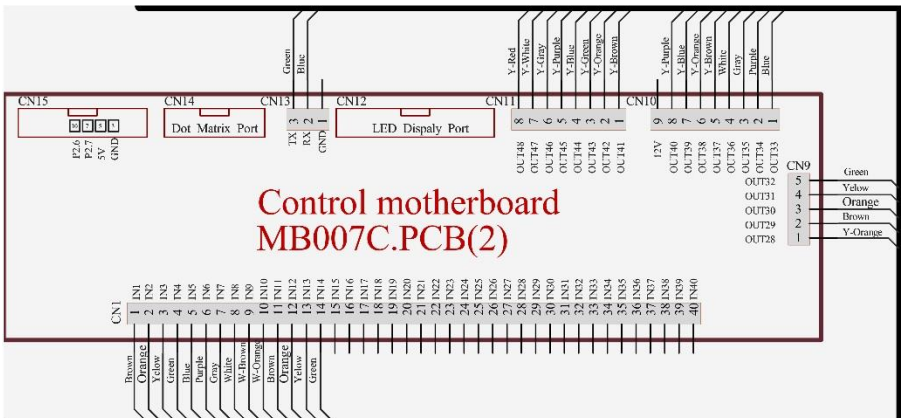 Green Blue Y-Red Y-White Y-Gray Y-Purple Y-Blue Y-Green Y-Orange Y-Brown Y-Purple Y-Blue Y-Orange Y-Brown White Gray Purple Blue
CN15 CN14 CN13 CN12 CN11 CN10
10 7 5 1
P2.6 P2.7 5V GND
Dot Matrix Port
3 2 1
TX RX GND
LED Dispaly Port
8 7 6 5 4 3 2 1
OUT48 OUT47 OUT46 OUT45 OUT44 OUT43 OUT42 OUT41
9 8 7 6 5 4 3 2 1
12V OUT40 OUT39 OUT38 OUT37 OUT36 OUT35 OUT34 OUT33
CN9
OUT32 5 Green
OUT31 4 Yelow
OUT30 3 Orange
OUT29 2 Brown
OUT28 1 Y-Orange
Control motherboard
MB007C.PCB(2)
IN1 IN2 IN3 IN4 IN5 IN6 IN7 IN8 IN9 IN10 IN11 IN12 IN13 IN14 IN15 IN16 IN17 IN18 IN19 IN20 IN21 IN22 IN23 IN24 IN25 IN26 IN27 IN28 IN29 IN30 IN31 IN32 IN33 IN34 IN35 IN36 IN37 IN38 IN39 IN40
CN1
1 2 3 4 5 6 7 8 9 10 11 12 13 14 15 16 17 18 19 20 21 22 23 24 25 26 27 28 29 30 31 32 33 34 35 36 37 38 39 40
Brown Orange Yelow Green Blue Purple Gray White W-Brown W-Orange Brown Orange Yelow Green